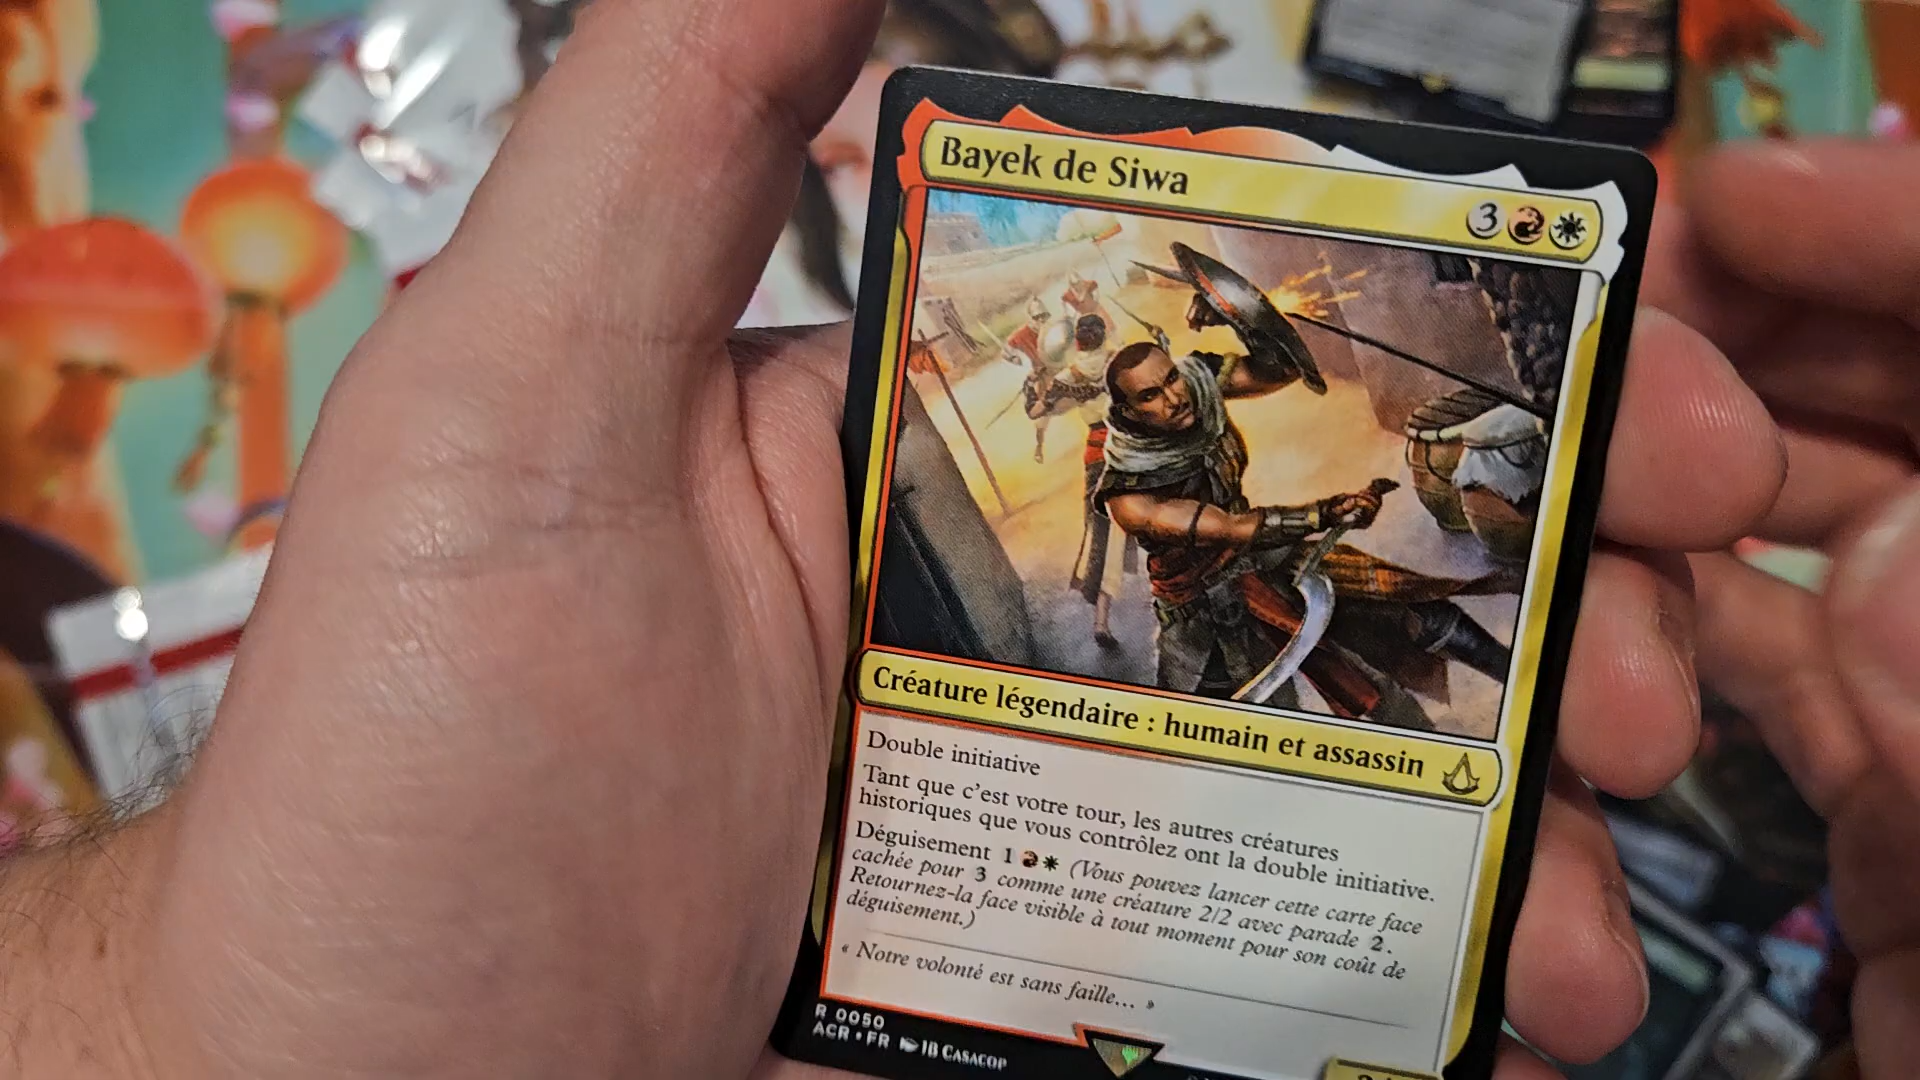 Bayek de Siwa
3
Créature légendaire : humain et assassin
Double initiative
Tant que c'est votre tour, les autres créatures
historiques que vous contrôlez ont la double initiative.
Déguisement 1 (Vous pouvez lancer cette carte face
cachée pour 3 comme une créature 2/2 avec parade 2.
Retournez-la face visible à tout moment pour son coût de
déguisement.)
« Notre volonté est sans faille... »
R 0050
ACR • FR IB CASACOP